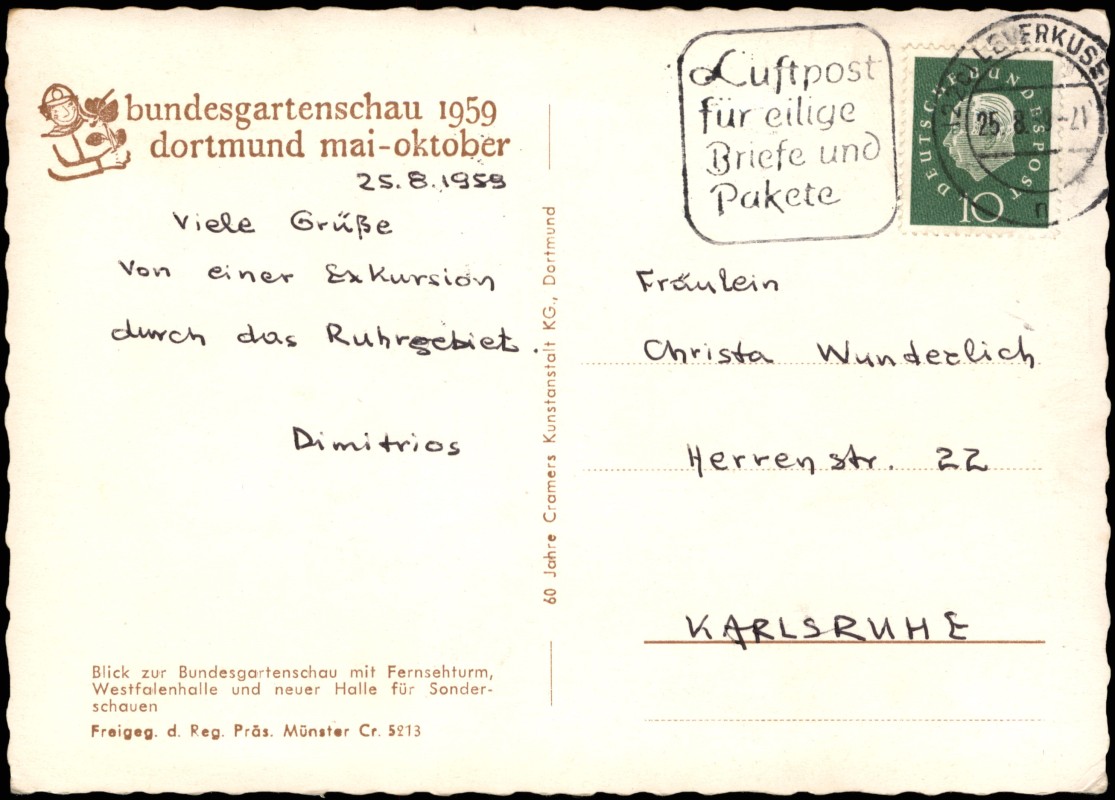 bundesgartenschau 1959
dortmund mai-oktober
25.8.1959
Viele Grüße
von einer Exkursion
durch das Ruhrgebiet.
Dimitrios
Blick zur Bundesgartenschau mit Fernsehturm,
Westfalenhalle und neuer Halle für Sonder-
schauen
Freigeg. d. Reg. Präs. Münster Cr. 5213
60 Jahre Cramers Kunstanstalt KG., Dortmund
Luftpost
für eilige
Briefe und
Pakete
DEUTSCHE BUNDESPOST
10
LEVERKUSEN
25.8.
-21
n
Fräulein
Christa Wunderlich
Herrenstr. 22
KARLSRUHE